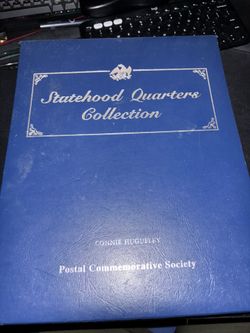 Statehood Quarters
Collection
CONNIE HUGUELEY
Postal Commemorative Society